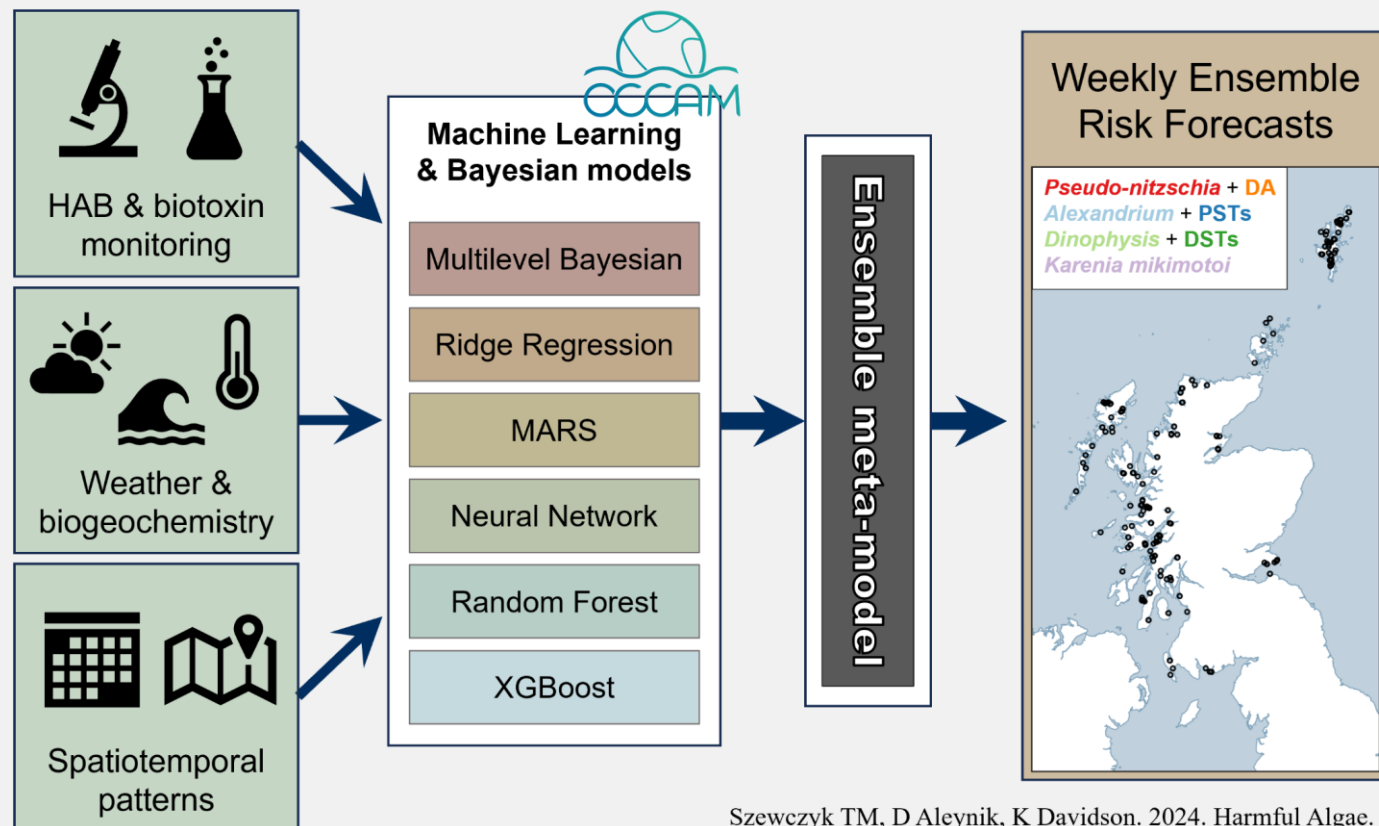 HAB & biotoxin
monitoring
Weather &
biogeochemistry
Spatiotemporal
patterns
OCCAM
Machine Learning
& Bayesian models
Multilevel Bayesian
Ridge Regression
MARS
Neural Network
Random Forest
XGBoost
Ensemble meta-model
Weekly Ensemble
Risk Forecasts
Pseudo-nitzschia + DA
Alexandrium + PSTs
Dinophysis + DSTs
Karenia mikimotoi
Szewczyk TM, D Aleynik, K Davidson. 2024. Harmful Algae.